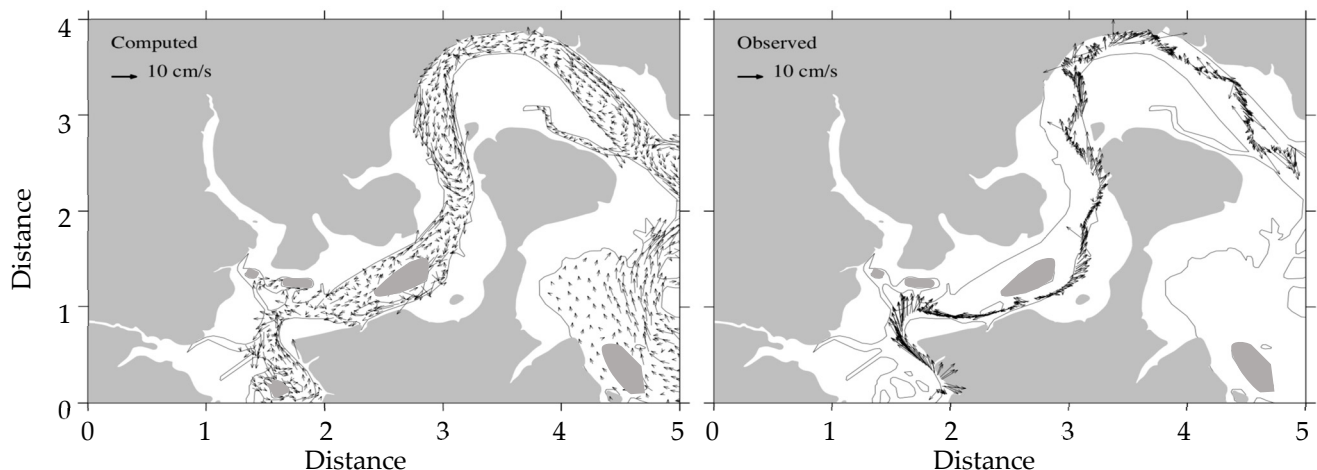 4
3
2
1
0
Distance
Computed
10 cm/s
0 1 2 3 4 5
Distance
Observed
10 cm/s
0 1 2 3 4 5
Distance